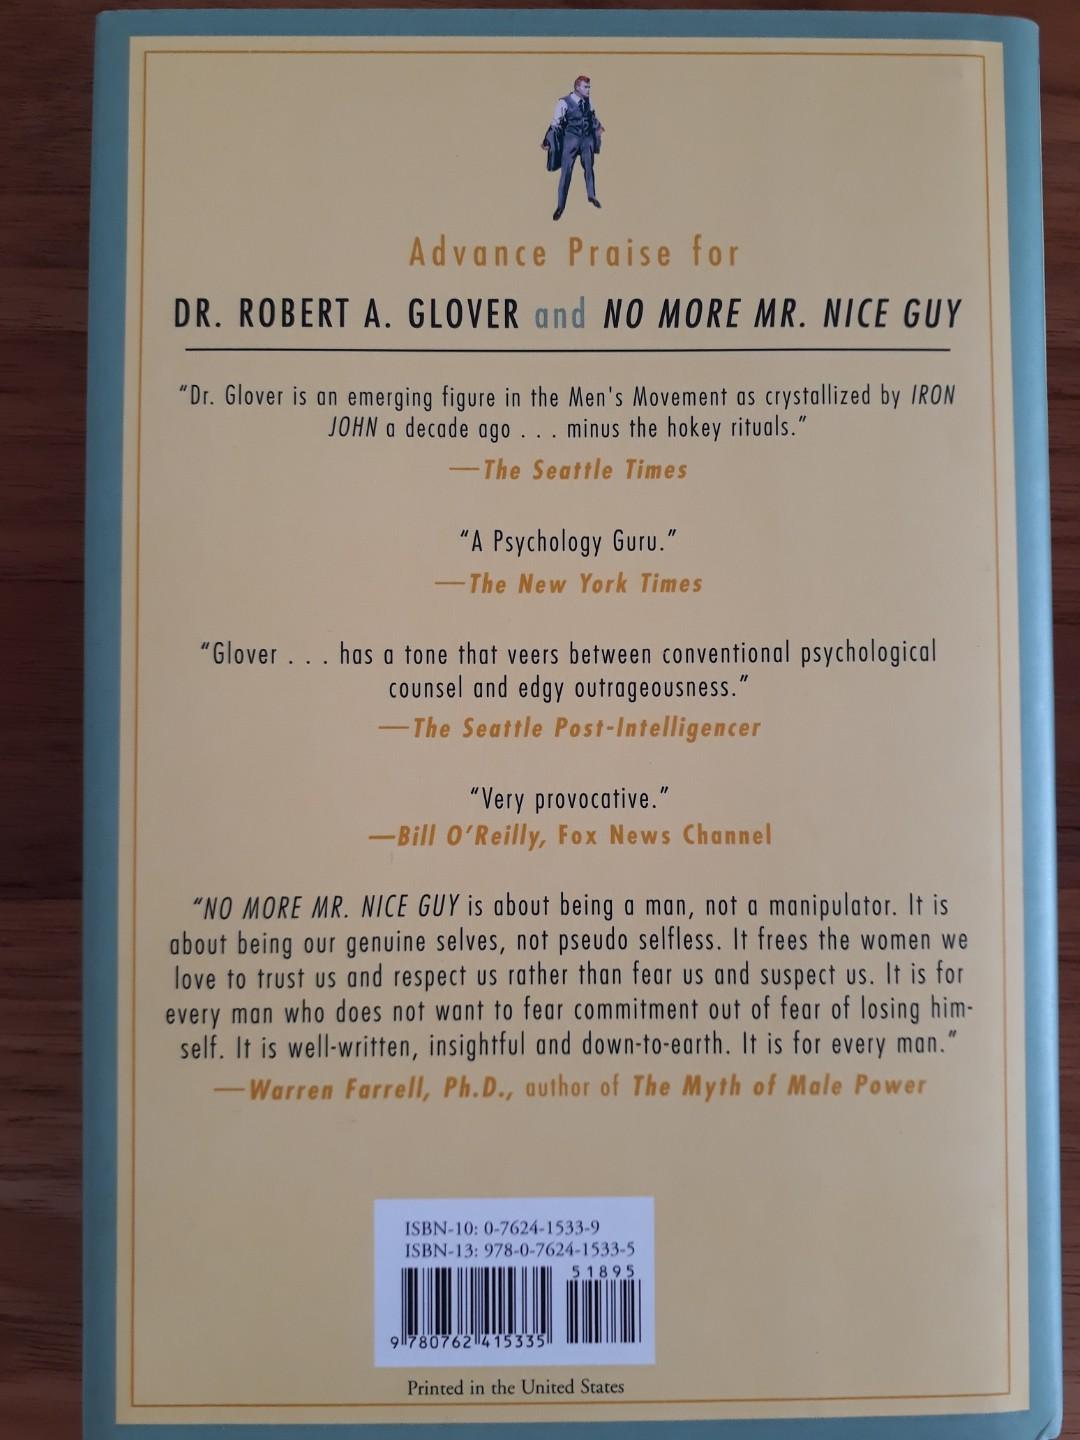 Advance Praise for
DR. ROBERT A. GLOVER and NO MORE MR. NICE GUY
“Dr. Glover is an emerging figure in the Men's Movement as crystallized by IRON
JOHN a decade ago . . . minus the hokey rituals.”
—The Seattle Times
“A Psychology Guru.”
—The New York Times
“Glover . . . has a tone that veers between conventional psychological
counsel and edgy outrageousness.”
—The Seattle Post-Intelligencer
“Very provocative.”
—Bill O’Reilly, Fox News Channel
“NO MORE MR. NICE GUY is about being a man, not a manipulator. It is
about being our genuine selves, not pseudo selfless. It frees the women we
love to trust us and respect us rather than fear us and suspect us. It is for
every man who does not want to fear commitment out of fear of losing him-
self. It is well-written, insightful and down-to-earth. It is for every man.”
—Warren Farrell, Ph.D., author of The Myth of Male Power
ISBN-10: 0-7624-1533-9
ISBN-13: 978-0-7624-1533-5
51895
9 780762 415335
Printed in the United States